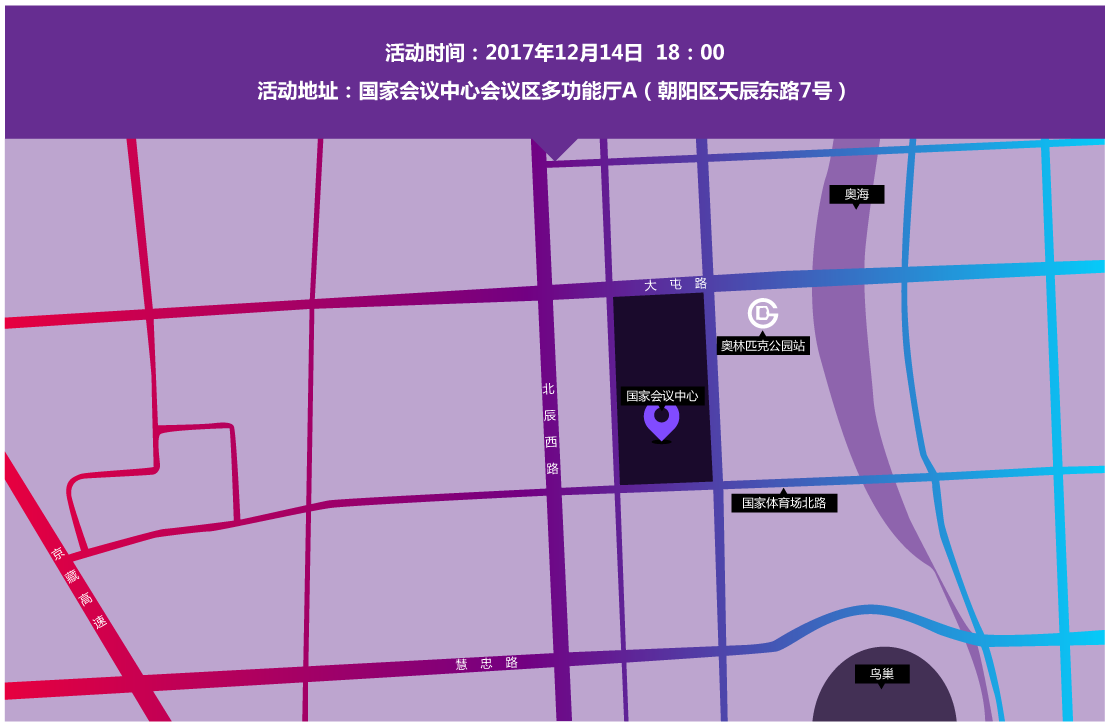 活动时间：2017年12月14日 18：00
活动地址：国家会议中心会议区多功能厅A（朝阳区天辰东路7号）
奥海
大屯路
奥林匹克公园站
北辰西路
国家会议中心
国家体育场北路
京藏高速
慧忠路
鸟巢